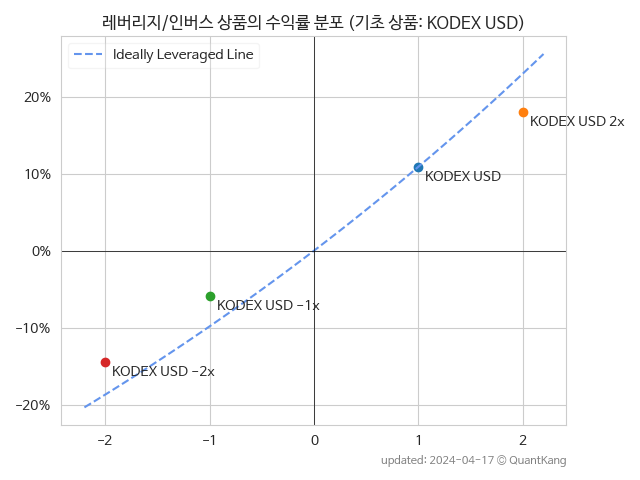 레버리지/인버스 상품의 수익률 분포 (기초 상품: KODEX USD)
Ideally Leveraged Line
20%
KODEX USD 2x
10%
KODEX USD
0%
KODEX USD −1x
−10%
KODEX USD −2x
−20%
−2 −1 0 1 2
updated: 2024-04-17 © QuantKang